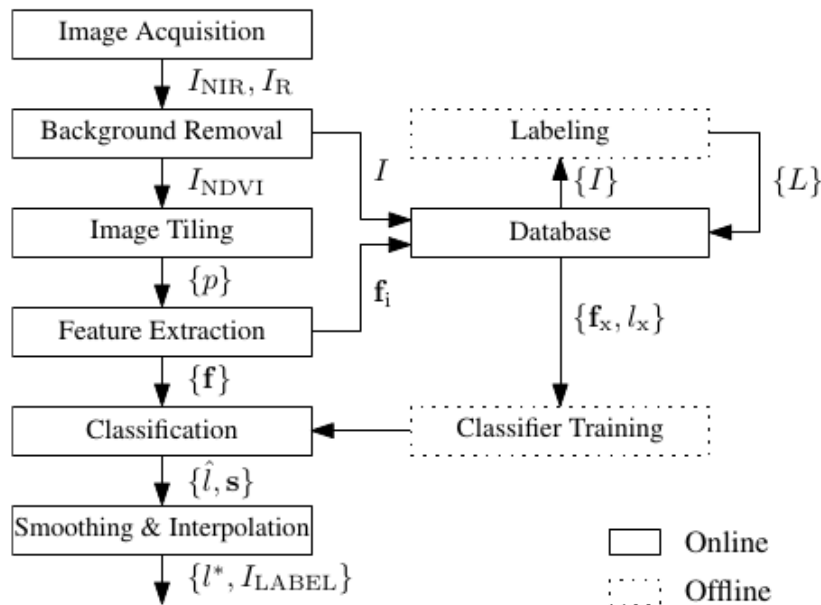 Image Acquisition
I_NIR, I_R
Background Removal
Labeling
I
{I}
{L}
I_NDVI
Image Tiling
Database
{p}
f_i
{f_x, l_x}
Feature Extraction
{f}
Classification
Classifier Training
{l̂, s}
Smoothing & Interpolation
Online
{l*, I_LABEL}
Offline